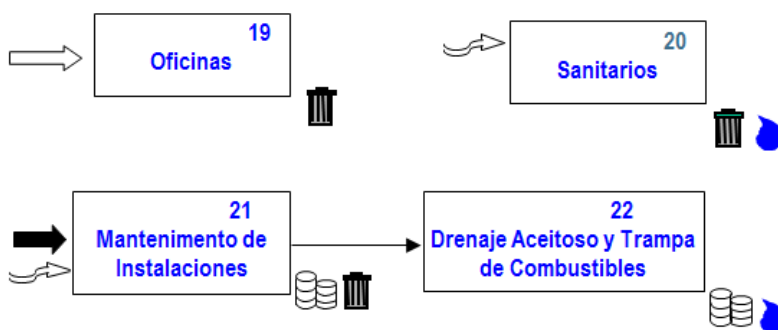 19
Oficinas
20
Sanitarios
21
Mantenimento de
Instalaciones
22
Drenaje Aceitoso y Trampa
de Combustibles